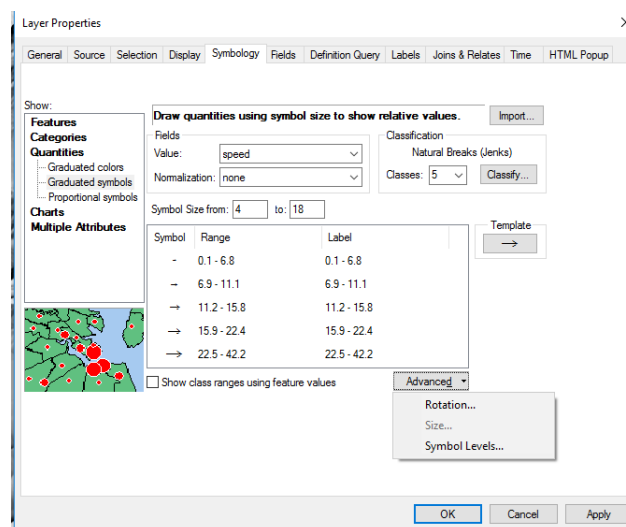 Layer Properties
General Source Selection Display Symbology Fields Definition Query Labels Joins & Relates Time HTML Popup
Show:
Features
Categories
Quantities
Graduated colors
Graduated symbols
Proportional symbols
Charts
Multiple Attributes
Draw quantities using symbol size to show relative values.
Import...
Fields
Value: speed
Normalization: none
Classification
Natural Breaks (Jenks)
Classes: 5 Classify...
Symbol Size from: 4 to: 18
Template
Symbol Range Label
0.1 - 6.8 0.1 - 6.8
6.9 - 11.1 6.9 - 11.1
11.2 - 15.8 11.2 - 15.8
15.9 - 22.4 15.9 - 22.4
22.5 - 42.2 22.5 - 42.2
Show class ranges using feature values
Advanced
Rotation...
Size...
Symbol Levels...
OK Cancel Apply